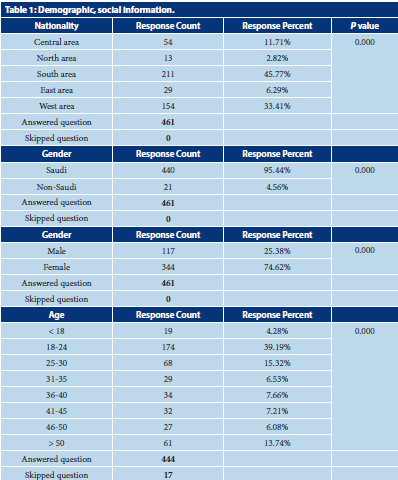 Table 1: Demographic, social information.
Nationality Response Count Response Percent P value
Central area 54 11.71% 0.000
North area 13 2.82%
South area 211 45.77%
East area 29 6.29%
West area 154 33.41%
Answered question 461
Skipped question 0
Gender Response Count Response Percent
Saudi 440 95.44% 0.000
Non-Saudi 21 4.56%
Answered question 461
Skipped question 0
Gender Response Count Response Percent
Male 117 25.38% 0.000
Female 344 74.62%
Answered question 461
Skipped question 0
Age Response Count Response Percent
< 18 19 4.28% 0.000
18-24 174 39.19%
25-30 68 15.32%
31-35 29 6.53%
36-40 34 7.66%
41-45 32 7.21%
46-50 27 6.08%
> 50 61 13.74%
Answered question 444
Skipped question 17